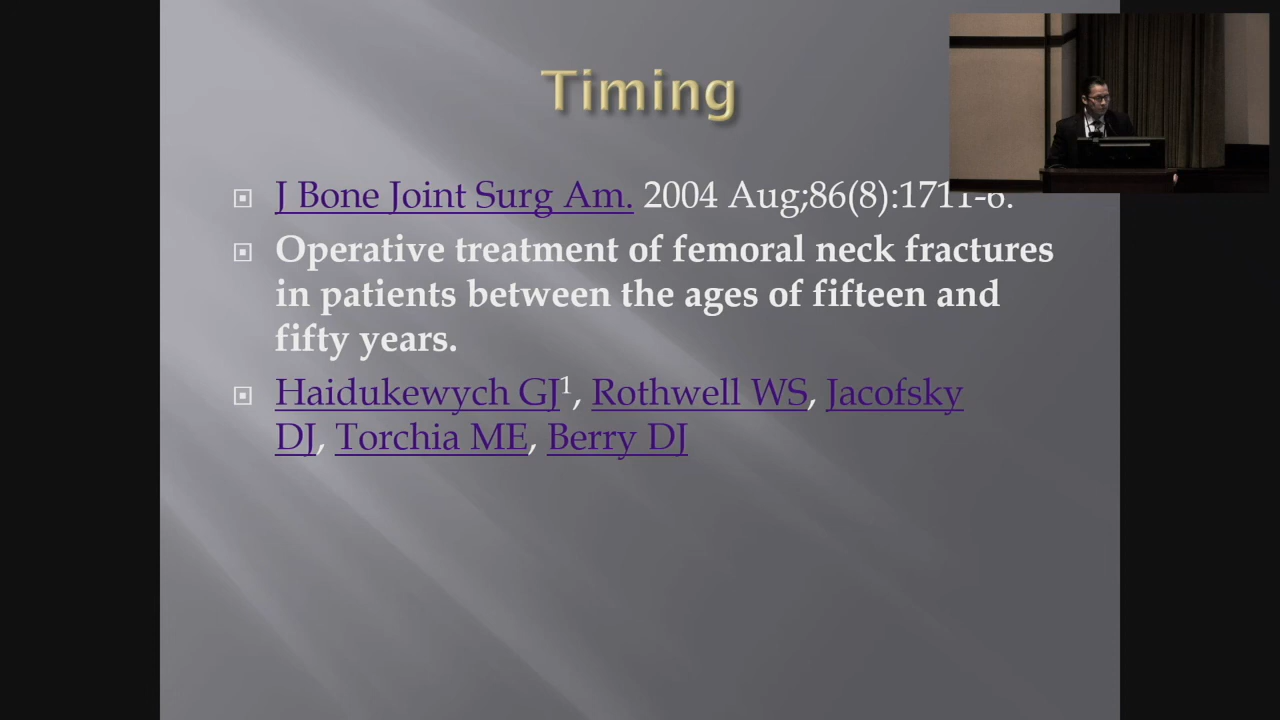 Timing
J Bone Joint Surg Am. 2004 Aug;86(8):1711-6.
Operative treatment of femoral neck fractures
in patients between the ages of fifteen and
fifty years.
Haidukewych GJ1, Rothwell WS, Jacofsky
DJ, Torchia ME, Berry DJ